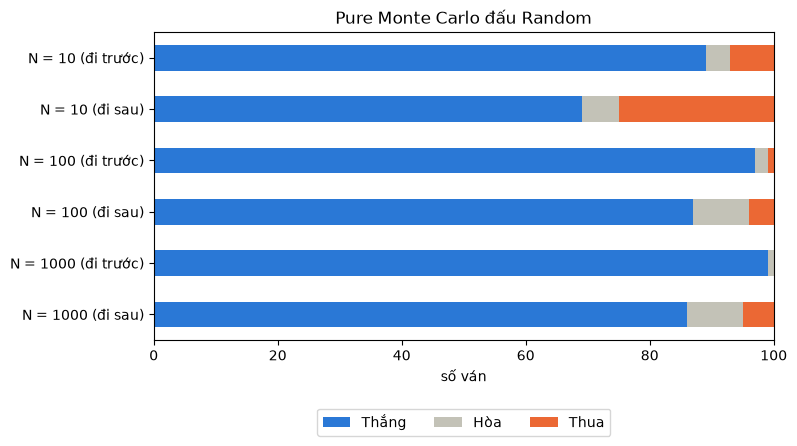 Pure Monte Carlo đấu Random
N = 10 (đi trước)
N = 10 (đi sau)
N = 100 (đi trước)
N = 100 (đi sau)
N = 1000 (đi trước)
N = 1000 (đi sau)
0 20 40 60 80 100
số ván
Thắng Hòa Thua